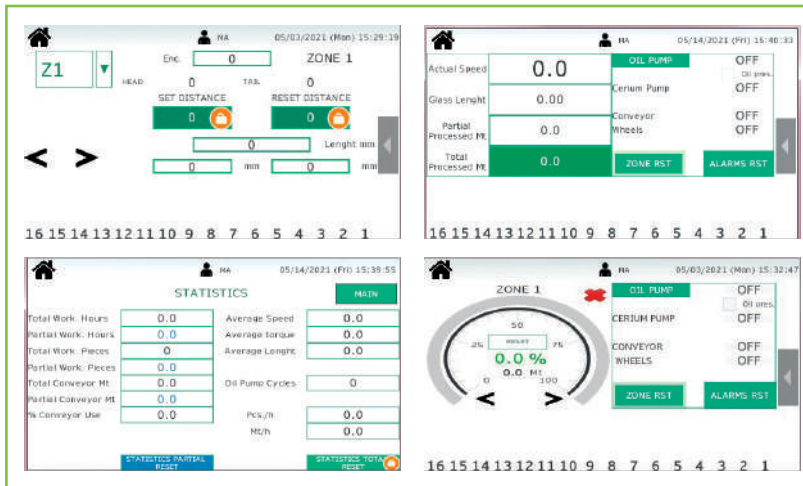 MA 05/03/2021 (Mon) 15:29:19
Z1 Enc. 0 ZONE 1
HEAD 0 TAIL 0
SET DISTANCE RESET DISTANCE
0 0
0 Lenght mm
< > 0 mm 0 mm
16 15 14 13 12 11 10 9 8 7 6 5 4 3 2 1
MA 05/14/2021 (Fri) 15:40:33
Actual Speed 0.0 OIL PUMP OFF
Oil pres.
Glass Lenght 0.00 Cerium Pump OFF
Partial Processed Mt 0.0 Conveyor OFF
Wheels OFF
Total Processed Mt 0.0 ZONE RST ALARMS RST
16 15 14 13 12 11 10 9 8 7 6 5 4 3 2 1
MA 05/14/2021 (Fri) 15:39:55
STATISTICS MAIN
Total Work. Hours 0.0 Average Speed 0.0
Partial Work. Hours 0.0 Average torque 0.0
Total Work. Pieces 0 Average Lenght 0.0
Partial Work. Pieces 0.0
Total Conveyor Mt 0.0 Oil Pump Cycles 0
Partial Conveyor Mt 0.0
% Conveyor Use 0.0 Pcs./h 0.0
Mt/h 0.0
STATISTICS PARTIAL RESET STATISTICS TOTAL RESET
MA 05/03/2021 (Mon) 15:32:47
ZONE 1 OIL PUMP OFF
Oil pres.
50 CERIUM PUMP OFF
25 RESET 75 CONVEYOR OFF
0.0 % WHEELS OFF
0 0.0 Mt 100
< > ZONE RST ALARMS RST
16 15 14 13 12 11 10 9 8 7 6 5 4 3 2 1